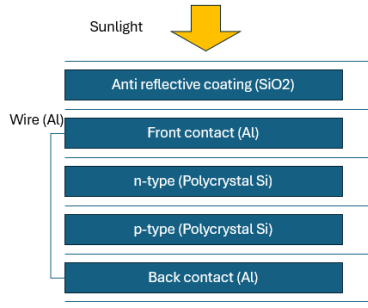 Sunlight
Anti reflective coating (SiO2)
Wire (Al)
Front contact (Al)
n-type (Polycrystal Si)
p-type (Polycrystal Si)
Back contact (Al)